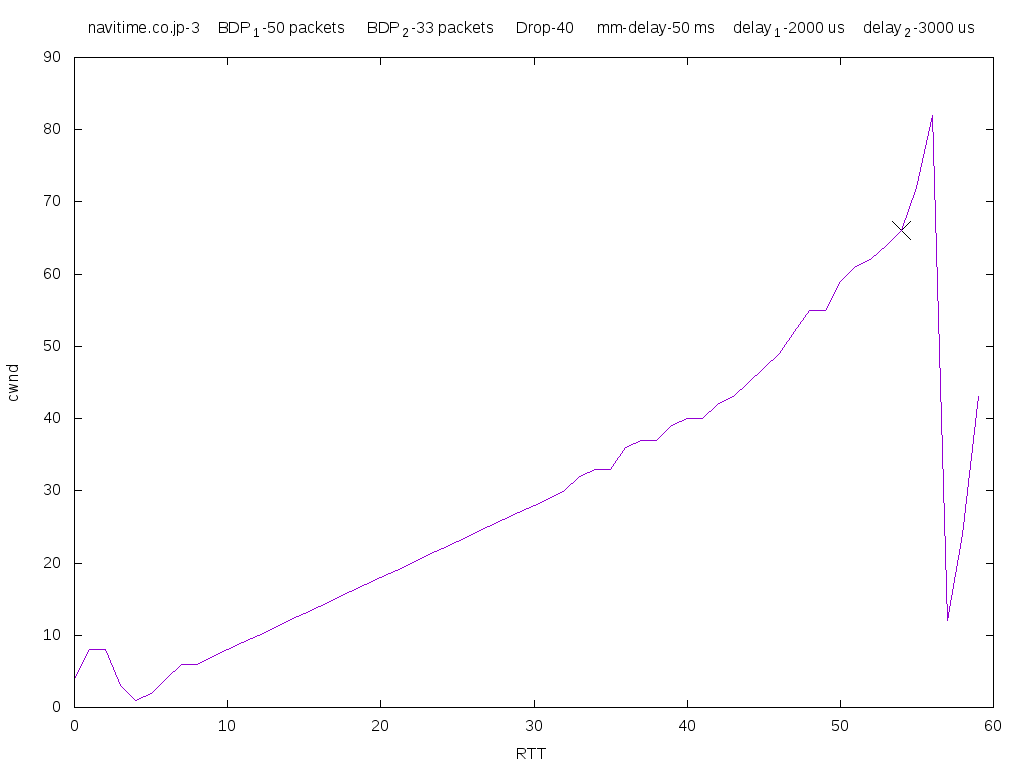 navitime.co.jp-3 BDP1-50 packets BDP2-33 packets Drop-40 mm-delay-50 ms delay1-2000 us delay2-3000 us
90
80
70
60
50
40
30
20
10
0
cwnd
0 10 20 30 40 50 60
RTT